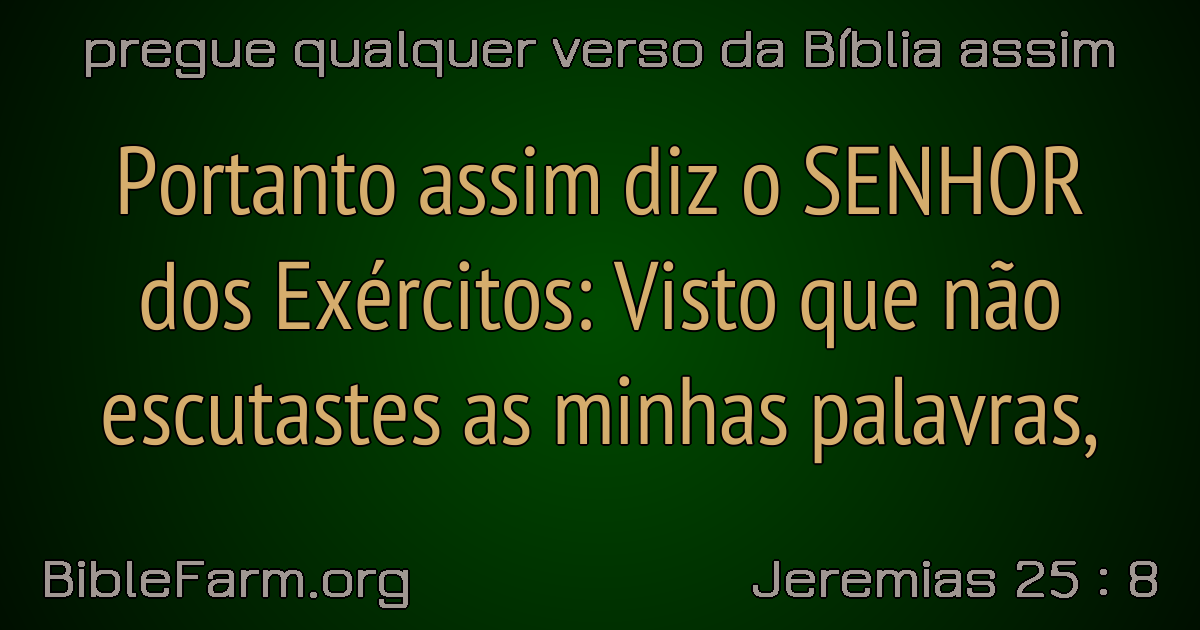 pregue qualquer verso da Bíblia assim
Portanto assim diz o SENHOR
dos Exércitos: Visto que não
escutastes as minhas palavras,
BibleFarm.org
Jeremias 25 : 8